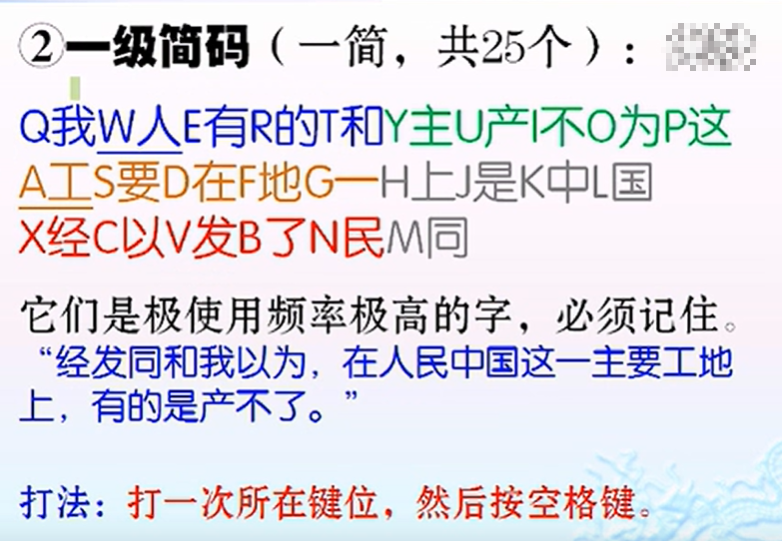 ②一级简码（一简，共25个）：
Q我W人E有R的T和Y主U产I不O为P这
A工S要D在F地G一H上J是K中L国
X经C以V发B了N民M同
它们是极使用频率极高的字，必须记住。
“经发同和我以为，在人民中国这一主要工地
上，有的是产不了。”
打法：打一次所在键位，然后按空格键。